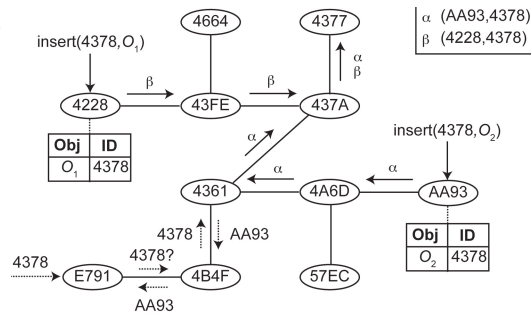 4664
4377
α (AA93,4378)
β (4228,4378)
insert(4378,O1)
α
β
β
β
4228
43FE
437A
Obj ID
O1 4378
α
insert(4378,O2)
α
α
4361
4A6D
AA93
4378
AA93
Obj ID
O2 4378
4378
4378?
E791
4B4F
57EC
AA93